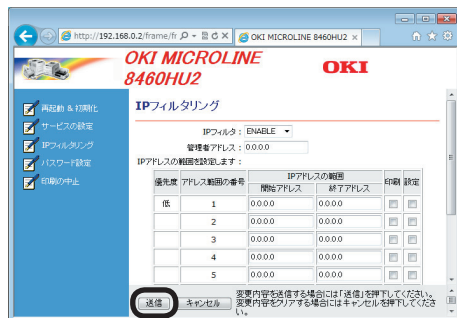 http://192.168.0.2/frame/fr
OKI MICROLINE 8460HU2
OKI MICROLINE
8460HU2
OKI
再起動 & 初期化
サービスの設定
IPフィルタリング
パスワード設定
印刷の中止
IPフィルタリング
IPフィルタ: ENABLE
管理者アドレス: 0.0.0.0
IPアドレスの範囲を設定します:
優先度 アドレス範囲の番号 IPアドレスの範囲 印刷 設定
開始アドレス 終了アドレス
低 1 0.0.0.0 0.0.0.0
2 0.0.0.0 0.0.0.0
3 0.0.0.0 0.0.0.0
4 0.0.0.0 0.0.0.0
5 0.0.0.0 0.0.0.0
送信 キャンセル 変更内容を送信する場合には「送信」を押下してください。
変更内容をクリアする場合にはキャンセルを押下してくださ
い。